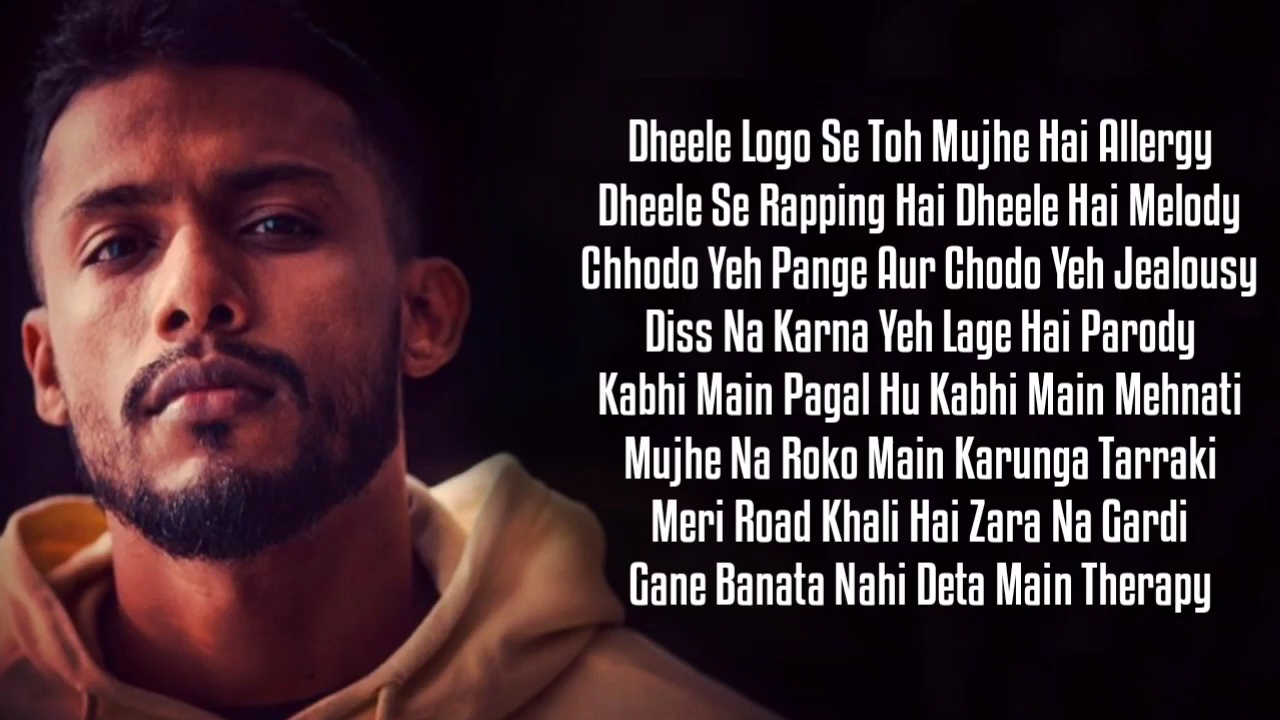 Dheele Logo Se Toh Mujhe Hai Allergy
Dheele Se Rapping Hai Dheele Hai Melody
Chhodo Yeh Pange Aur Chodo Yeh Jealousy
Diss Na Karna Yeh Lage Hai Parody
Kabhi Main Pagal Hu Kabhi Main Mehnati
Mujhe Na Roko Main Karunga Tarraki
Meri Road Khali Hai Zara Na Gardi
Gane Banata Nahi Deta Main Therapy